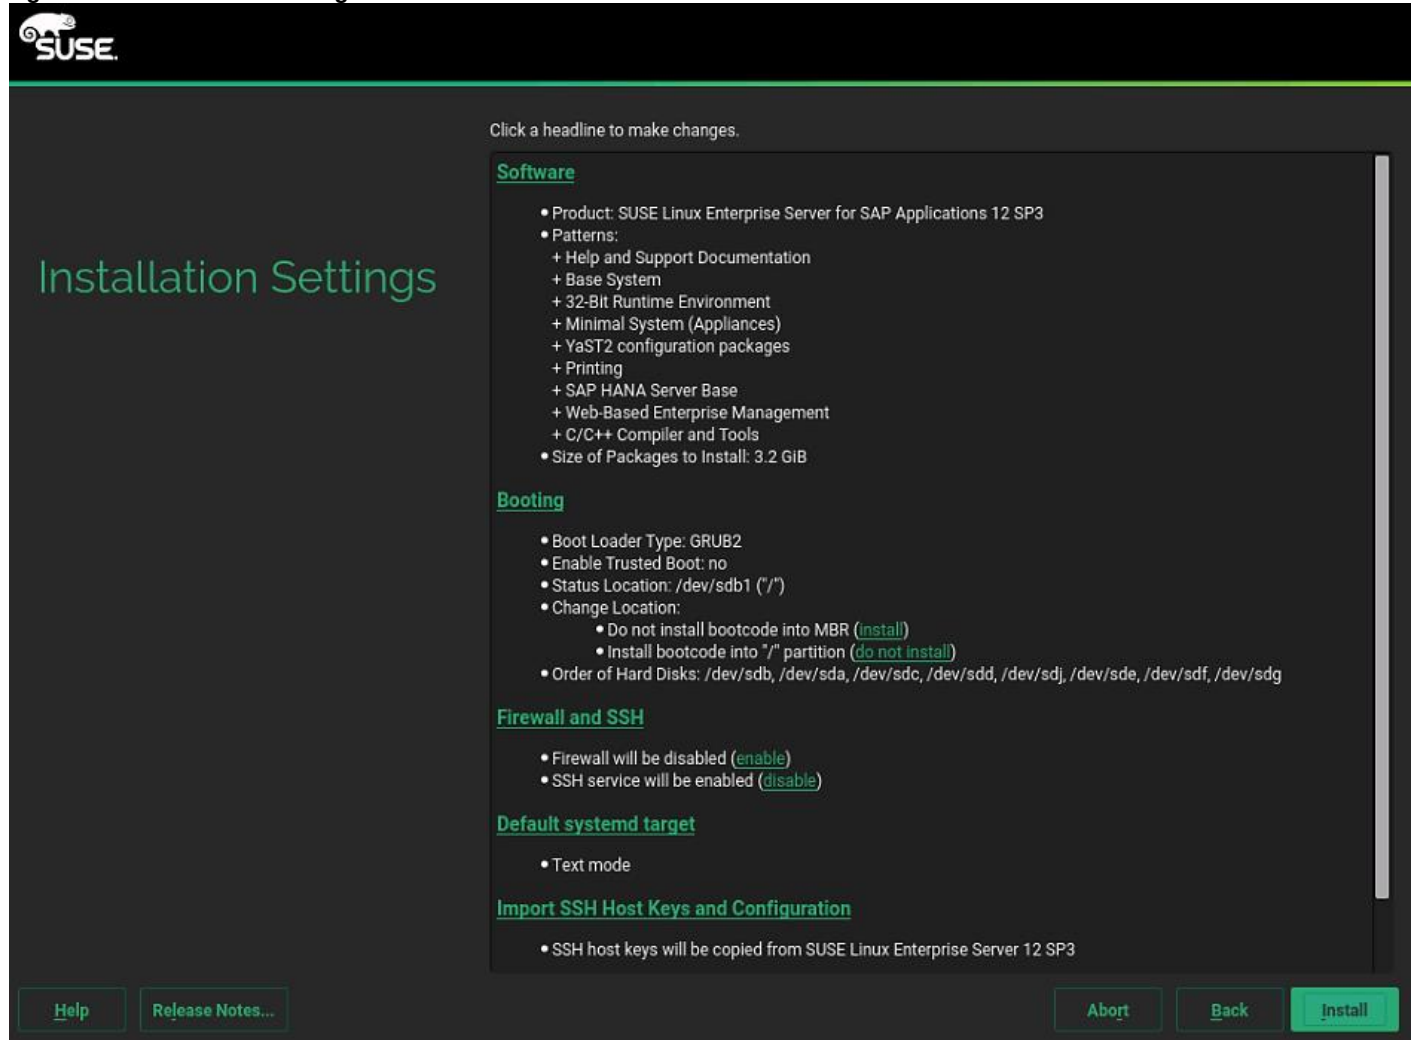 SUSE.
Click a headline to make changes.
Installation Settings
Software
• Product: SUSE Linux Enterprise Server for SAP Applications 12 SP3
• Patterns:
+ Help and Support Documentation
+ Base System
+ 32-Bit Runtime Environment
+ Minimal System (Appliances)
+ YaST2 configuration packages
+ Printing
+ SAP HANA Server Base
+ Web-Based Enterprise Management
+ C/C++ Compiler and Tools
• Size of Packages to Install: 3.2 GiB
Booting
• Boot Loader Type: GRUB2
• Enable Trusted Boot: no
• Status Location: /dev/sdb1 ("/")
• Change Location:
• Do not install bootcode into MBR (install)
• Install bootcode into "/" partition (do not install)
• Order of Hard Disks: /dev/sdb, /dev/sda, /dev/sdc, /dev/sdd, /dev/sdj, /dev/sde, /dev/sdf, /dev/sdg
Firewall and SSH
• Firewall will be disabled (enable)
• SSH service will be enabled (disable)
Default systemd target
• Text mode
Import SSH Host Keys and Configuration
• SSH host keys will be copied from SUSE Linux Enterprise Server 12 SP3
Help
Release Notes...
Abort
Back
Install